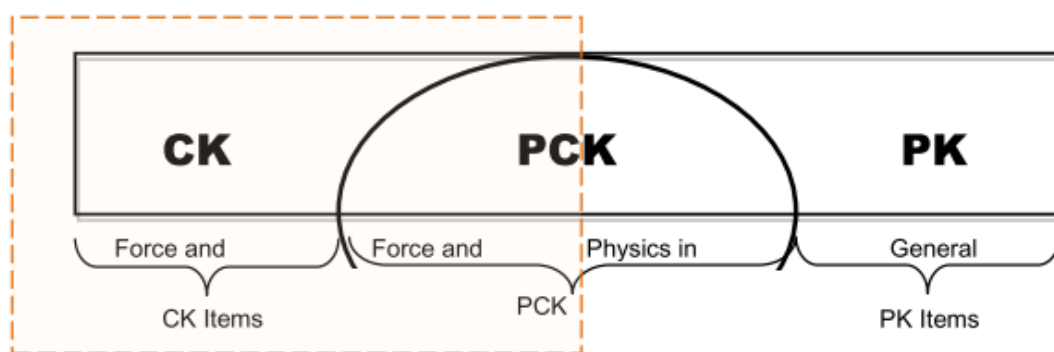 CK PCK PK
Force and Force and Physics in General
CK Items PCK PK Items